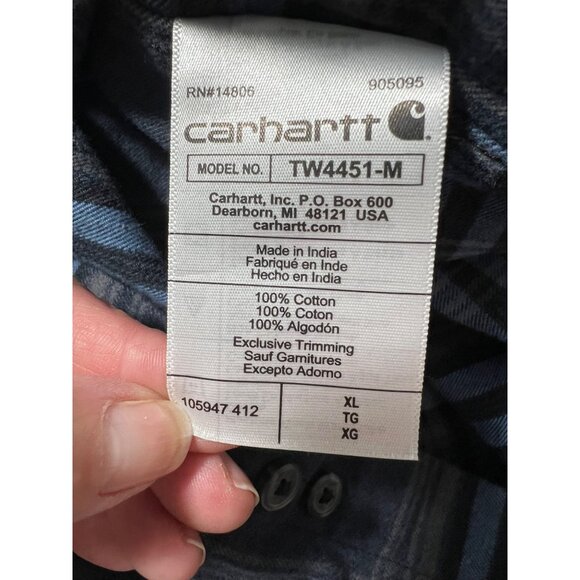 RN#14806 905095
carhartt
MODEL NO. TW4451-M
Carhartt, Inc. P.O. Box 600
Dearborn, MI 48121 USA
carhartt.com
Made in India
Fabriqué en Inde
Hecho en India
100% Cotton
100% Coton
100% Algodón
Exclusive Trimming
Sauf Garnitures
Excepto Adorno
105947 412
XL
TG
XG